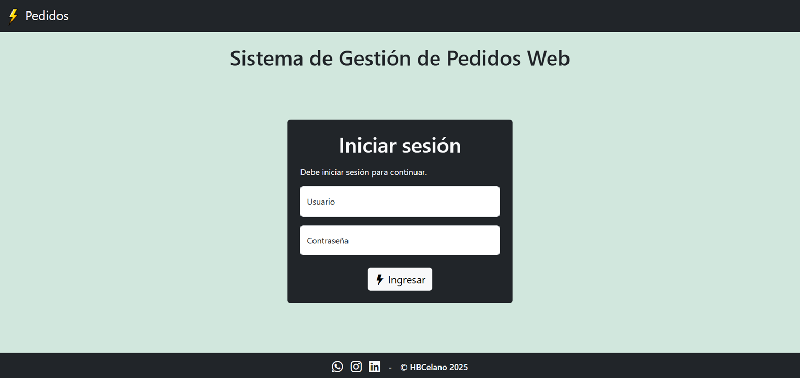 Pedidos
Sistema de Gestión de Pedidos Web
Iniciar sesión
Debe iniciar sesión para continuar.
Usuario
Contraseña
Ingresar
- © HBCelano 2025